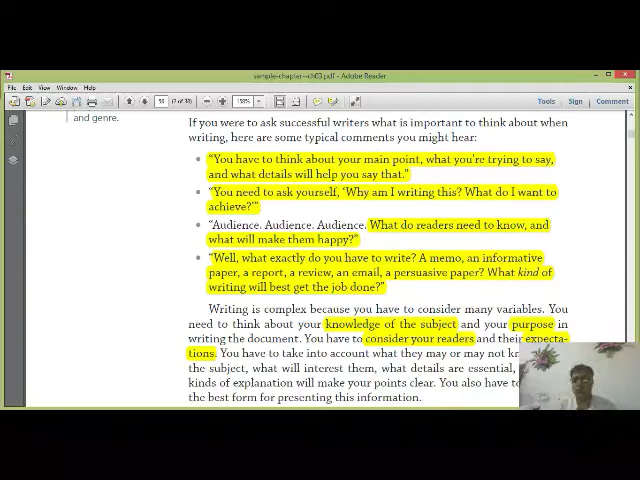 sample-chapter--ch03.pdf - Adobe Reader
File Edit View Window Help
56 (2 of 38) 158% Tools Sign Comment
and genre.
If you were to ask successful writers what is important to think about when
writing, here are some typical comments you might hear:
• “You have to think about your main point, what you’re trying to say,
and what details will help you say that.”
• “You need to ask yourself, ‘Why am I writing this? What do I want to
achieve?’”
• “Audience. Audience. Audience. What do readers need to know, and
what will make them happy?”
• “Well, what exactly do you have to write? A memo, an informative
paper, a report, a review, an email, a persuasive paper? What kind of
writing will best get the job done?”
Writing is complex because you have to consider many variables. You
need to think about your knowledge of the subject and your purpose in
writing the document. You have to consider your readers and their expecta-
tions. You have to take into account what they may or may not
the subject, what will interest them, what details are essential,
kinds of explanation will make your points clear. You also have
the best form for presenting this information.